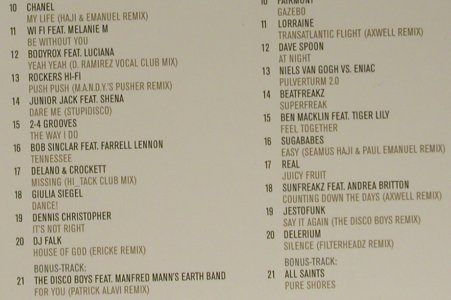 10 CHANEL
MY LIFE (HAJI & EMANUEL REMIX)
11 WI FI FEAT. MELANIE M
BE WITHOUT YOU
12 BODYROX FEAT. LUCIANA
YEAH YEAH (D. RAMIREZ VOCAL CLUB MIX)
13 ROCKERS HI-FI
PUSH PUSH (M.A.N.D.Y.'S PUSHER REMIX)
14 JUNIOR JACK FEAT. SHENA
DARE ME (STUPIDISCO)
15 2-4 GROOVES
THE WAY I DO
16 BOB SINCLAR FEAT. FARRELL LENNON
TENNESSEE
17 DELANO & CROCKETT
MISSING (HI_TACK CLUB MIX)
18 GIULIA SIEGEL
DANCE!
19 DENNIS CHRISTOPHER
IT'S NOT RIGHT
20 DJ FALK
HOUSE OF GOD (ERICKE REMIX)
BONUS-TRACK:
21 THE DISCO BOYS FEAT. MANFRED MANN'S EARTH BAND
FOR YOU (PATRICK ALAVI REMIX)
10 FAIRMONT
GAZEBO
11 LORRAINE
TRANSATLANTIC FLIGHT (AXWELL REMIX)
12 DAVE SPOON
AT NIGHT
13 NIELS VAN GOGH VS. ENIAC
PULVERTURM 2.0
14 BEATFREAKZ
SUPERFREAK
15 BEN MACKLIN FEAT. TIGER LILY
FEEL TOGETHER
16 SUGABABES
EASY (SEAMUS HAJI & PAUL EMANUEL REMIX)
17 REAL
JUICY FRUIT
18 SUNFREAKZ FEAT. ANDREA BRITTON
COUNTING DOWN THE DAYS (AXWELL REMIX)
19 JESTOFUNK
SAY IT AGAIN (THE DISCO BOYS REMIX)
20 DELERIUM
SILENCE (FILTERHEADZ REMIX)
BONUS-TRACK:
21 ALL SAINTS
PURE SHORES